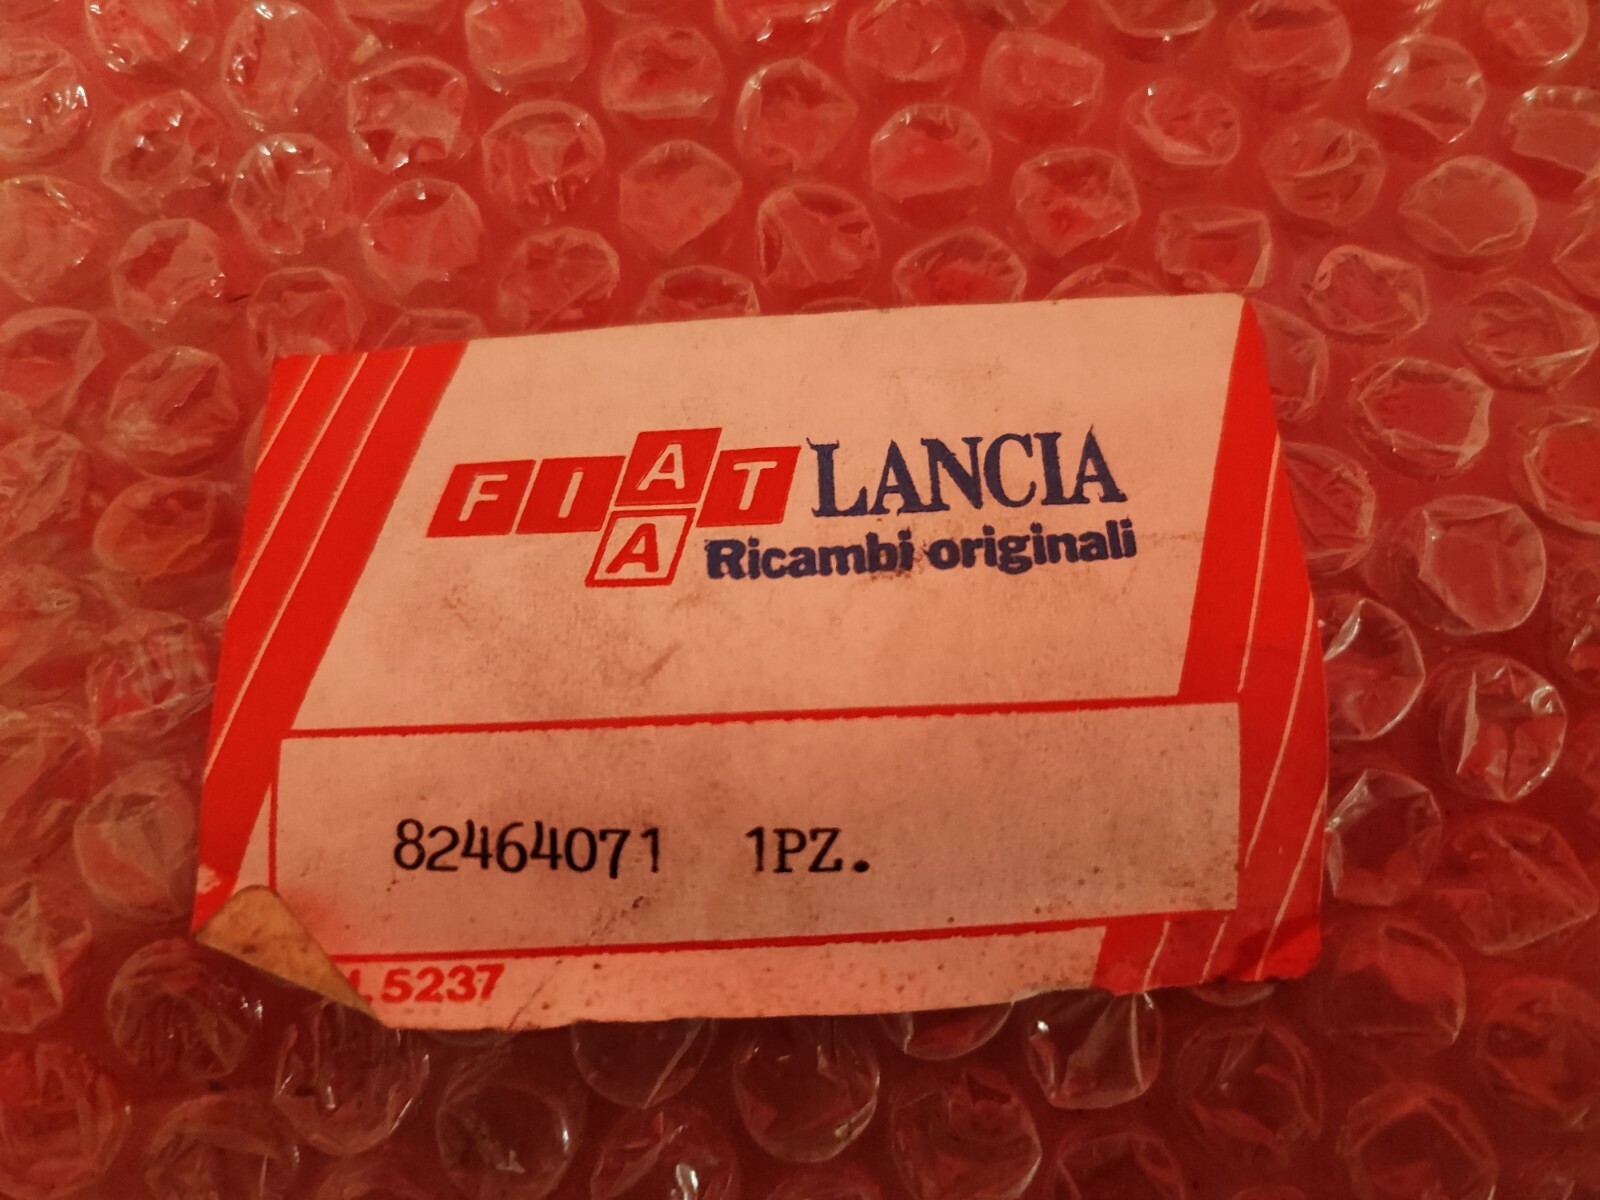 FIAT LANCIA
A Ricambi originali
82464071 1PZ.
5237